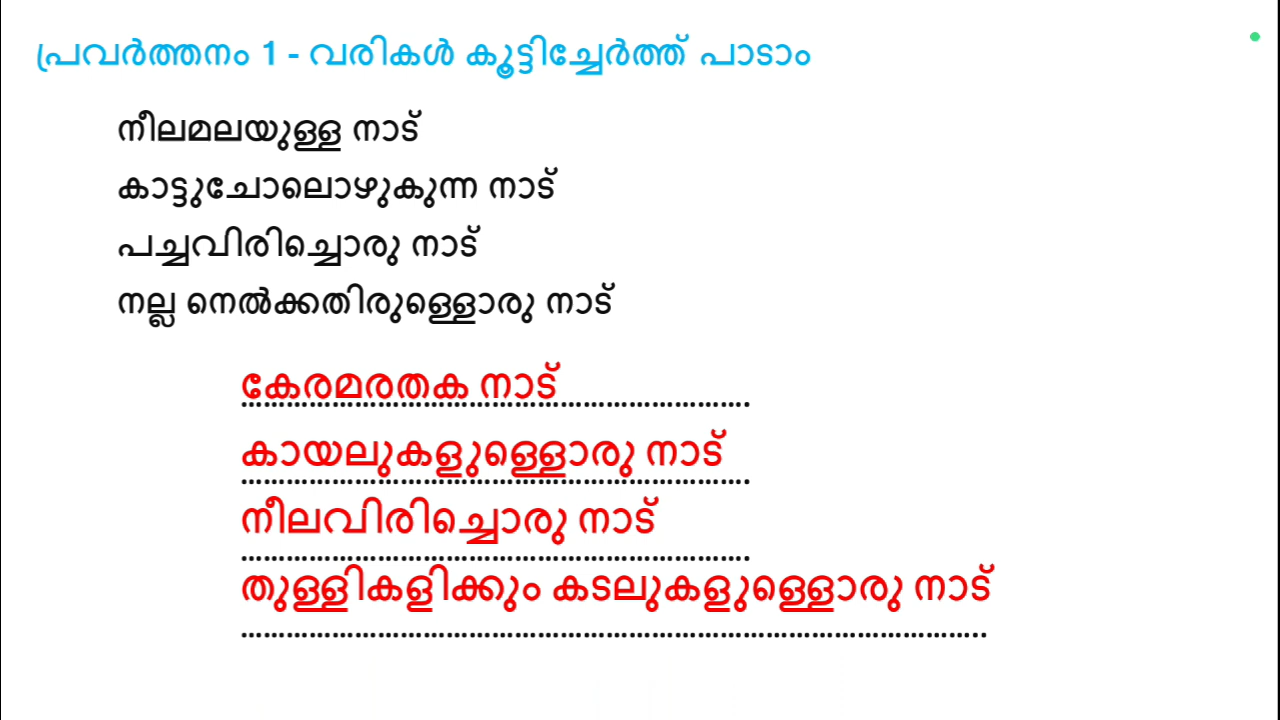 പ്രവർത്തനം 1 - വരികൾ കൂട്ടിച്ചേർത്ത് പാടാം
നീലമലയുള്ള നാട്
കാട്ടുചോലൊഴുകുന്ന നാട്
പച്ചവിരിച്ചൊരു നാട്
നല്ല നെൽക്കതിരുള്ളൊരു നാട്
കേരമരതക നാട്
കായലുകളുള്ളൊരു നാട്
നീലവിരിച്ചൊരു നാട്
തുള്ളികളിക്കും കടലുകളുള്ളൊരു നാട്